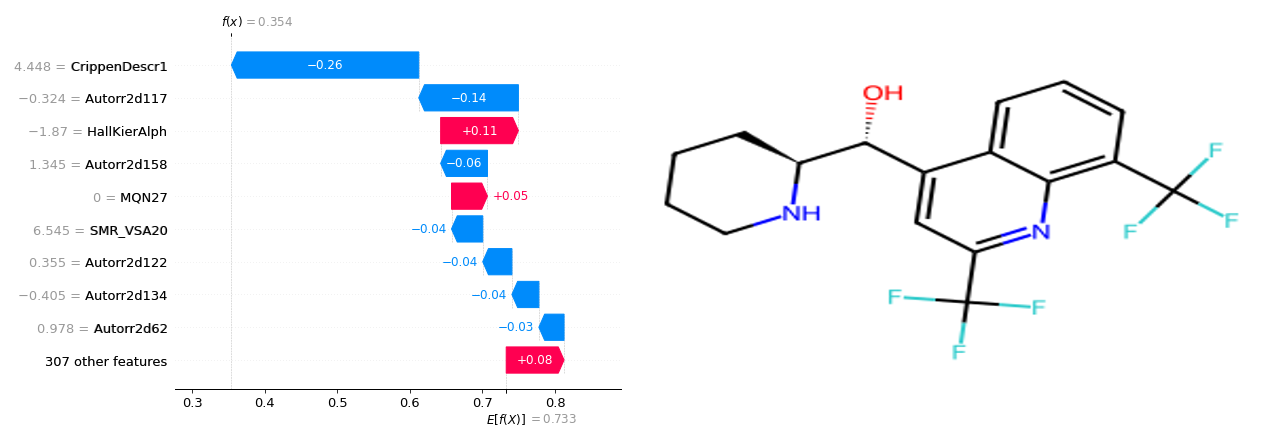 f(x) = 0.354
4.448 = CrippenDescr1
−0.26
−0.324 = Autorr2d117
−0.14
−1.87 = HallKierAlph
+0.11
1.345 = Autorr2d158
−0.06
0 = MQN27
+0.05
6.545 = SMR_VSA20
−0.04
0.355 = Autorr2d122
−0.04
−0.405 = Autorr2d134
−0.04
0.978 = Autorr2d62
−0.03
307 other features
+0.08
0.3 0.4 0.5 0.6 0.7 0.8
E[f(X)] = 0.733
OH
NH
N
F
F
F
F
F
F